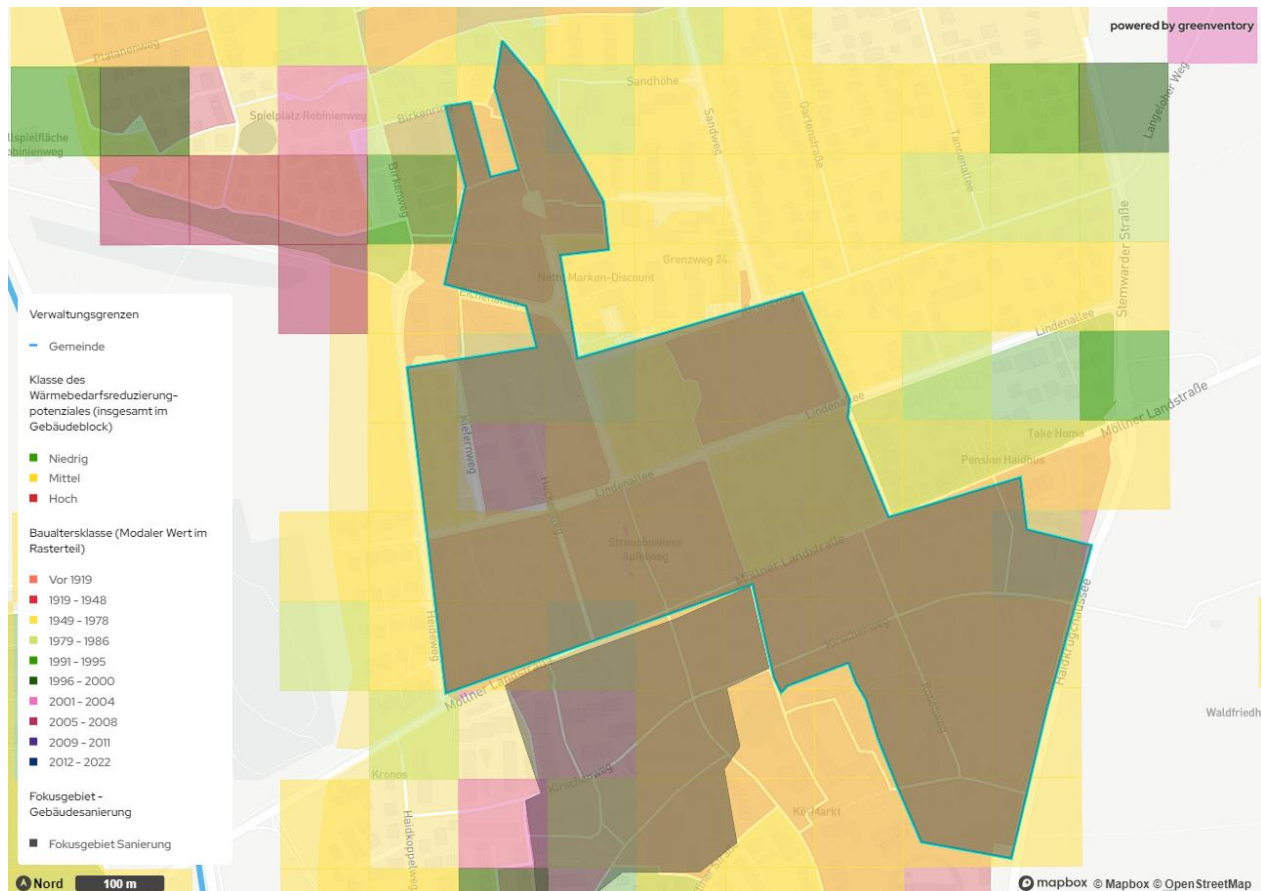 powered by greenventory
Platanenweg
Sandhöhe
Spielplatz Robinienweg
Birkenweg
Sandweg
Gartenstraße
Tannenallee
Langeloher Weg
Netto Marken-Discount
Grenzweg 24
Stemwarder Straße
Lindenallee
Möllner Landstraße
Take Home
Pension Haidhus
Kiefernweg
Lindenallee
Lindenallee
Streuobstwiese
Apfelweg
Möllner Landstraße
Heideweg
Kirschenweg
Haidkrugchaussee
Möllner Landstraße
Waldfriedh
Kronos
Kirschenweg
Haidkoppelweg
Verwaltungsgrenzen
Gemeinde
Klasse des
Wärmebedarfsreduzierung-
potenziales (insgesamt im
Gebäudeblock)
Niedrig
Mittel
Hoch
Baualtersklasse (Modaler Wert im
Rasterteil)
Vor 1919
1919 - 1948
1949 - 1978
1979 - 1986
1991 - 1995
1996 - 2000
2001 - 2004
2005 - 2008
2009 - 2011
2012 - 2022
Fokusgebiet -
Gebäudesanierung
Fokusgebiet Sanierung
Nord
100 m
mapbox © Mapbox © OpenStreetMap